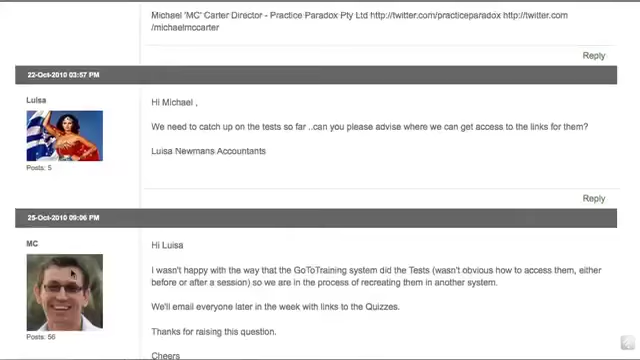 Michael 'MC' Carter Director - Practice Paradox Pty Ltd http://twitter.com/practiceparadox http://twitter.com
/michaelmccarter
Reply
22-Oct-2010 03:57 PM
Luisa
Posts: 5
Hi Michael ,
We need to catch up on the tests so far ..can you please advise where we can get access to the links for them?
Luisa Newmans Accountants
Reply
25-Oct-2010 09:06 PM
MC
Posts: 56
Hi Luisa
I wasn't happy with the way that the GoToTraining system did the Tests (wasn't obvious how to access them, either
before or after a session) so we are in the process of recreating them in another system.
We'll email everyone later in the week with links to the Quizzes.
Thanks for raising this question.
Cheers